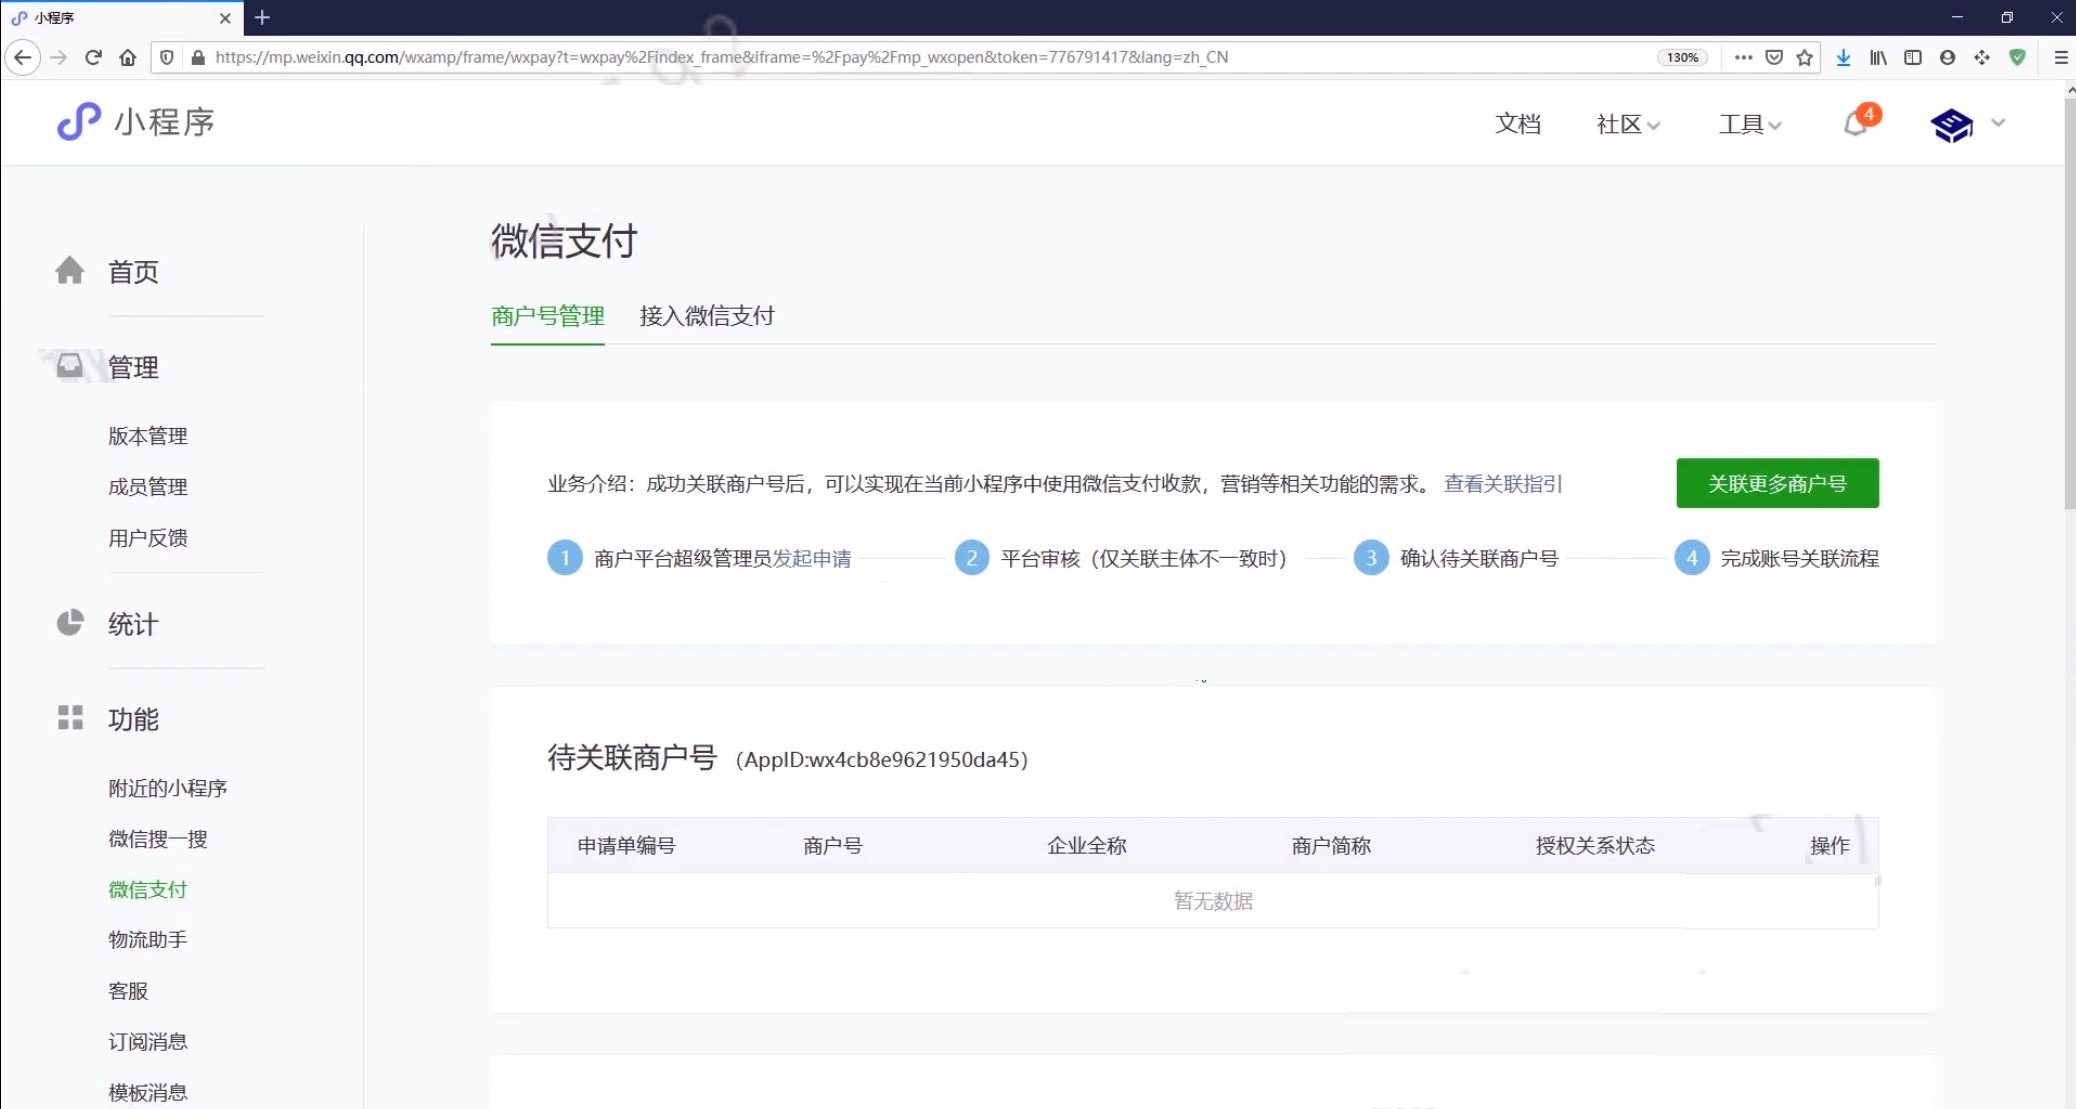 小程序
https://mp.weixin.qq.com/wxamp/frame/wxpay?t=wxpay%2Findex_frame&iframe=%2Fpay%2Fmp_wxopen&token=776791417&lang=zh_CN
130%
小程序
文档
社区
工具
4
首页
管理
版本管理
成员管理
用户反馈
统计
功能
附近的小程序
微信搜一搜
微信支付
物流助手
客服
订阅消息
模板消息
微信支付
商户号管理 接入微信支付
业务介绍：成功关联商户号后，可以实现在当前小程序中使用微信支付收款，营销等相关功能的需求。 查看关联指引
关联更多商户号
1 商户平台超级管理员发起申请 2 平台审核（仅关联主体不一致时） 3 确认待关联商户号 4 完成账号关联流程
待关联商户号 （AppID:wx4cb8e9621950da45）
申请单编号 商户号 企业全称 商户简称 授权关系状态 操作
暂无数据